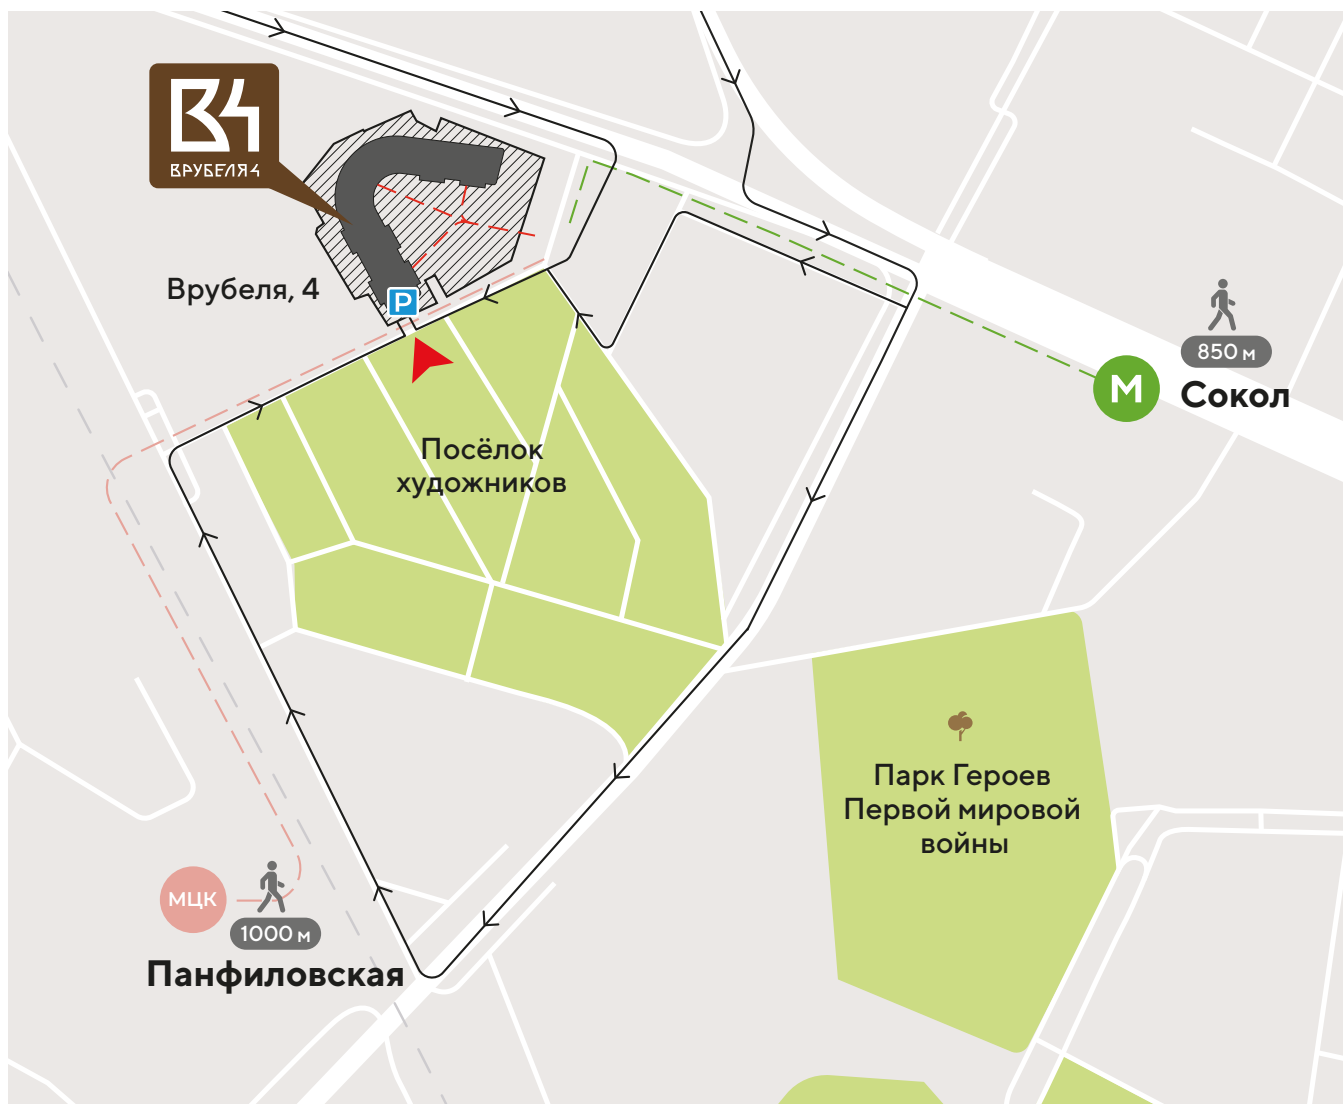 В4
ВРУБЕЛЯ 4
Врубеля, 4
P
850 м
М
Сокол
Посёлок
художников
Парк Героев
Первой мировой
войны
МЦК
1000 м
Панфиловская